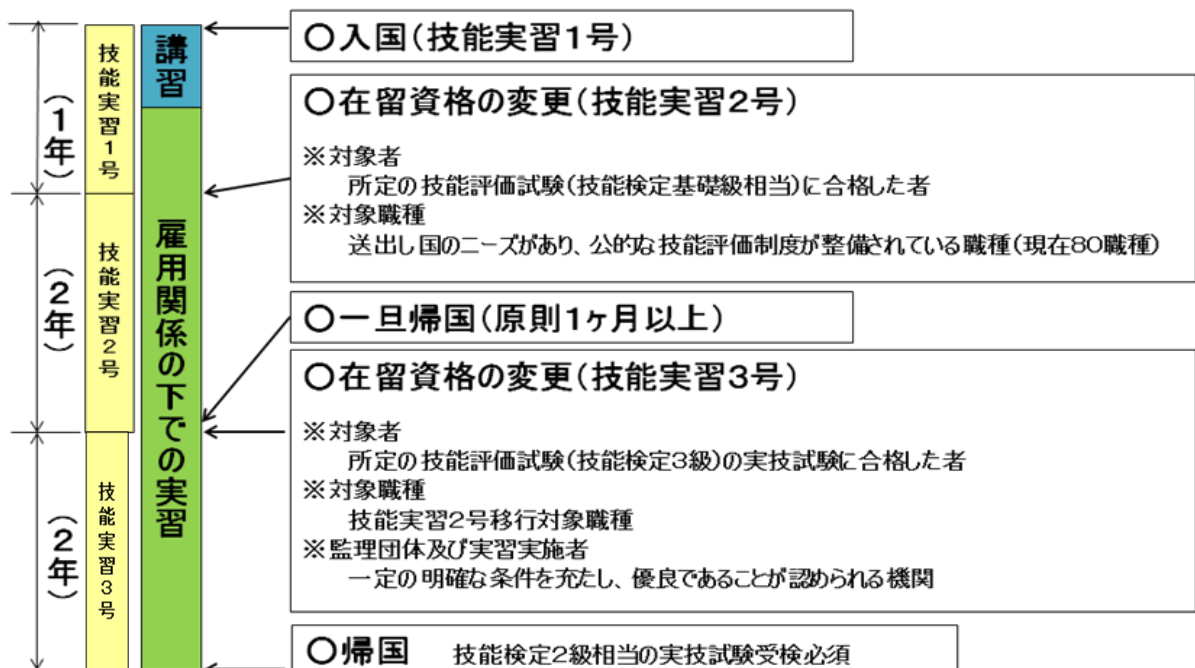 (1年)
(2年)
(2年)
技能実習1号
技能実習2号
技能実習3号
講習
雇用関係の下での実習
○入国(技能実習1号)
○在留資格の変更(技能実習2号)
※対象者
所定の技能評価試験(技能検定基礎級相当)に合格した者
※対象職種
送出し国のニーズがあり、公的な技能評価制度が整備されている職種(現在80職種)
○一旦帰国(原則1ヶ月以上)
○在留資格の変更(技能実習3号)
※対象者
所定の技能評価試験(技能検定3級)の実技試験に合格した者
※対象職種
技能実習2号移行対象職種
※監理団体及び実習実施者
一定の明確な条件を充たし、優良であることが認められる機関
○帰国 技能検定2級相当の実技試験受検必須